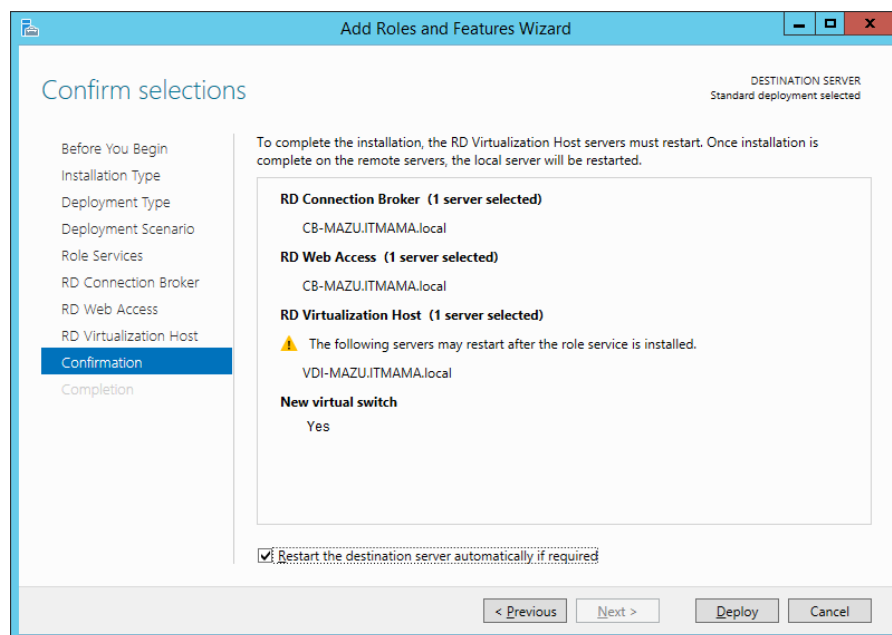 Add Roles and Features Wizard
Confirm selections
DESTINATION SERVER
Standard deployment selected
Before You Begin
Installation Type
Deployment Type
Deployment Scenario
Role Services
RD Connection Broker
RD Web Access
RD Virtualization Host
Confirmation
Completion
To complete the installation, the RD Virtualization Host servers must restart. Once installation is
complete on the remote servers, the local server will be restarted.
RD Connection Broker (1 server selected)
CB-MAZU.ITMAMA.local
RD Web Access (1 server selected)
CB-MAZU.ITMAMA.local
RD Virtualization Host (1 server selected)
The following servers may restart after the role service is installed.
VDI-MAZU.ITMAMA.local
New virtual switch
Yes
Restart the destination server automatically if required
< Previous
Next >
Deploy
Cancel